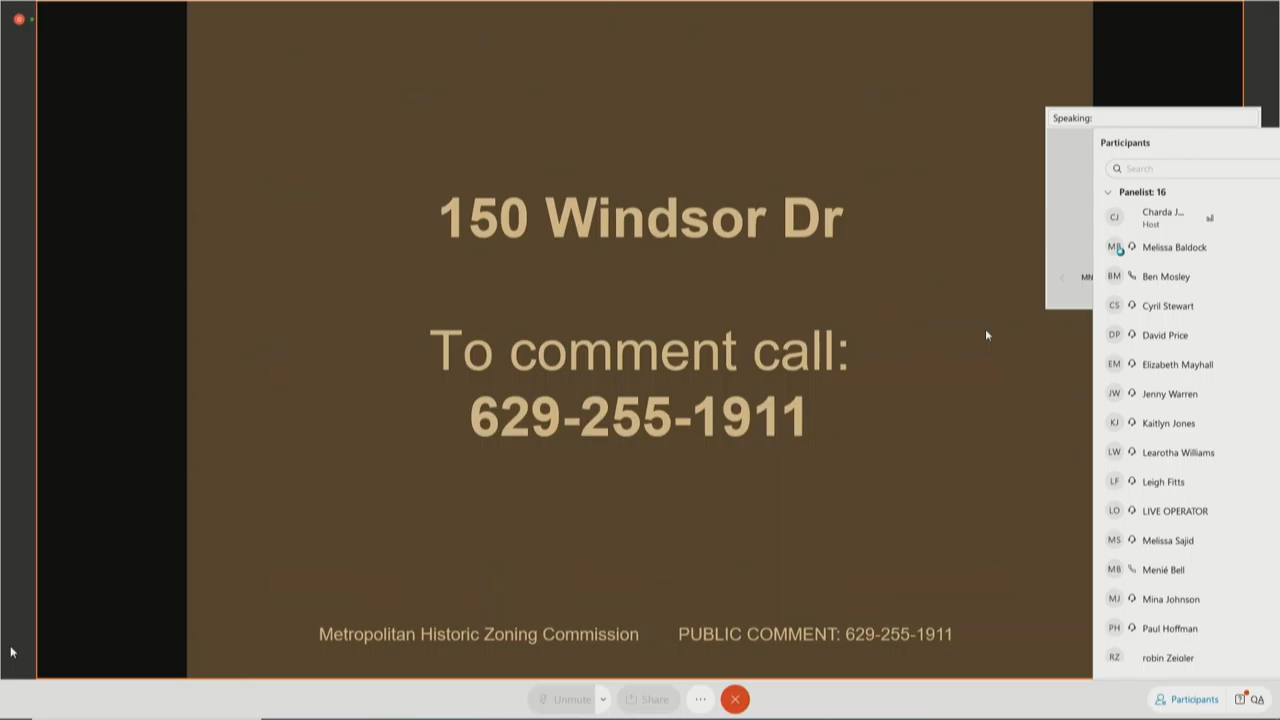 150 Windsor Dr
To comment call:
629-255-1911
Metropolitan Historic Zoning Commission
PUBLIC COMMENT: 629-255-1911
Speaking:
MN
Participants
Search
Panelist: 16
CJ Charda J...
Host
MB Melissa Baldock
BM Ben Mosley
CS Cyril Stewart
DP David Price
EM Elizabeth Mayhall
JW Jenny Warren
KJ Kaitlyn Jones
LW Learotha Williams
LF Leigh Fitts
LO LIVE OPERATOR
MS Melissa Sajid
MB Menié Bell
MJ Mina Johnson
PH Paul Hoffman
RZ robin Zeigler
Unmute
Share
Participants
QA